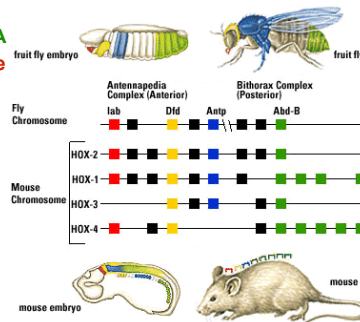 A
e
fruit fly embryo
fruit fly
Antennapedia
Complex (Anterior)
Bithorax Complex
(Posterior)
Fly
Chromosome
lab
Dfd
Antp
Abd-B
HOX-2
HOX-1
HOX-3
HOX-4
Mouse
Chromosome
mouse embryo
mouse